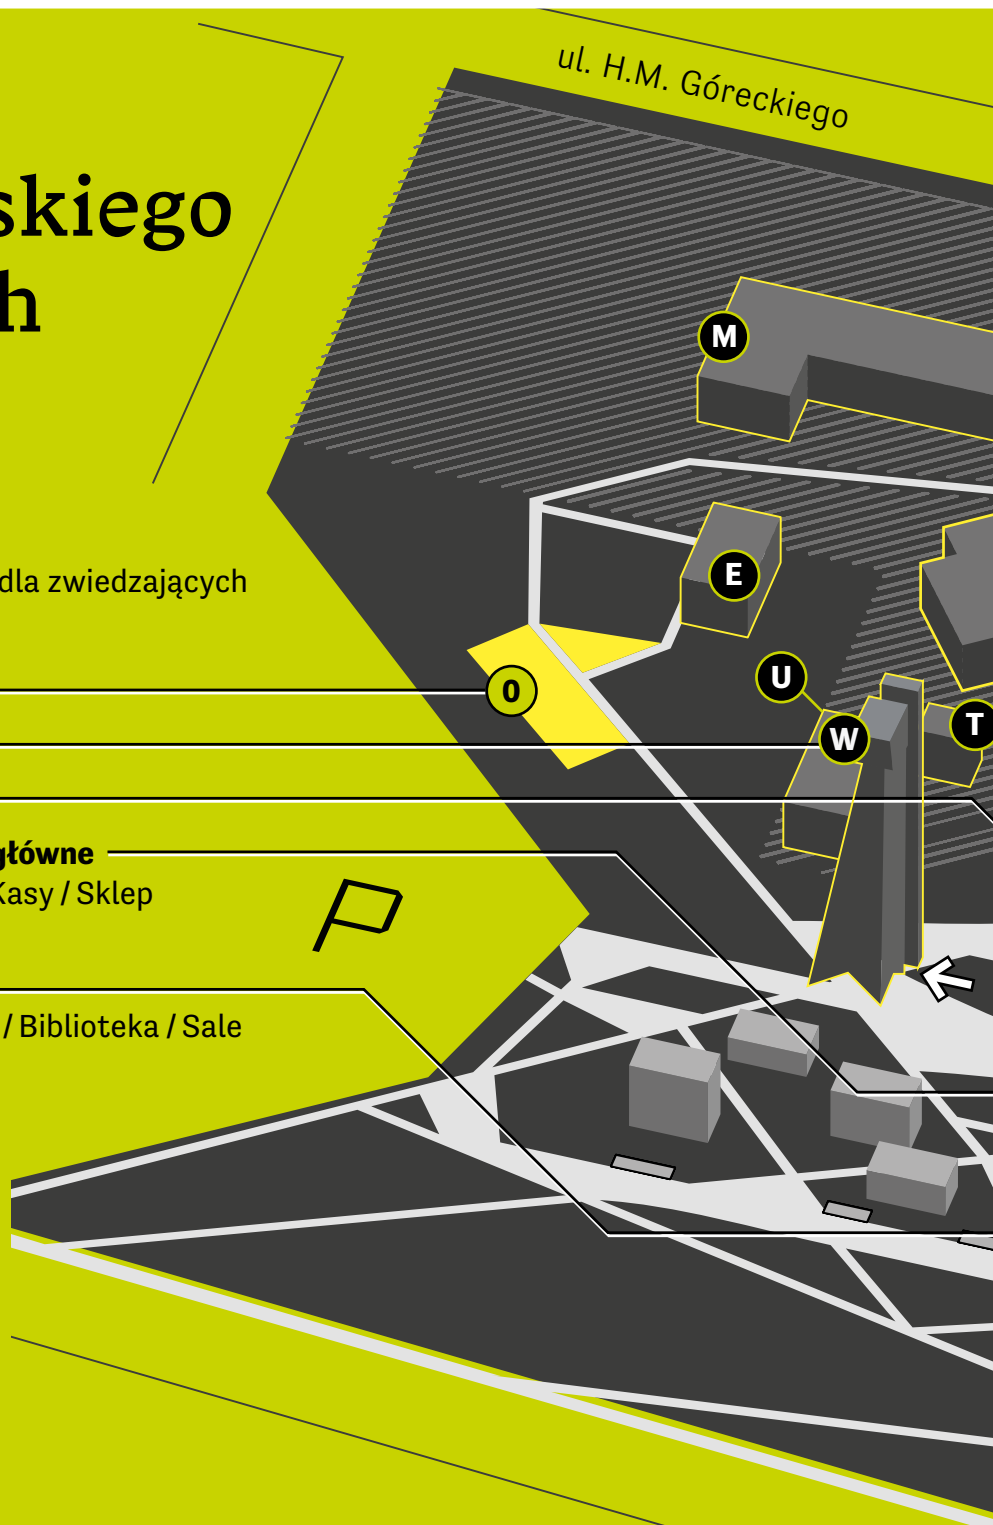 ul. H.M. Góreckiego
skiego
h
M
dla zwiedzających
E
U
0
W
T
główne
Kasy / Sklep
/ Biblioteka / Sale